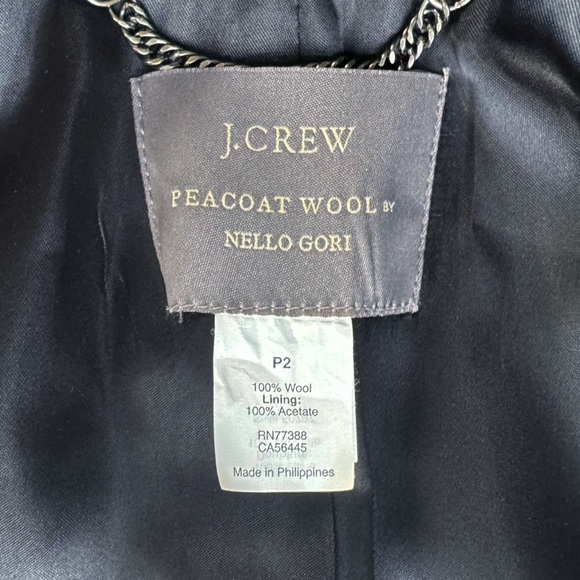 J.CREW
PEACOAT WOOL BY
NELLO GORI
P2
100% Wool
Lining:
100% Acetate
RN77388
CA56445
Made in Philippines